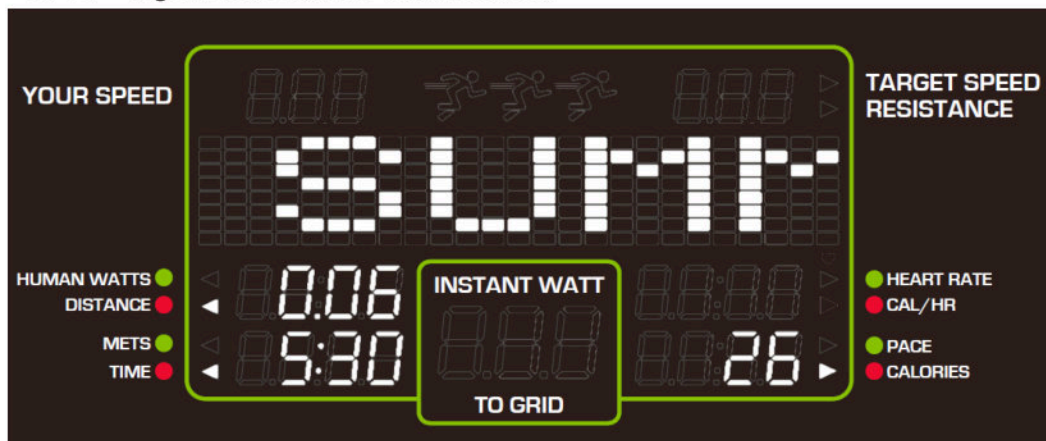 YOUR SPEED
TARGET SPEED
RESISTANCE
SUMM
HUMAN WATTS
DISTANCE
0.06
METS
TIME
5:30
INSTANT WATT
TO GRID
HEART RATE
CAL/HR
PACE
CALORIES
26